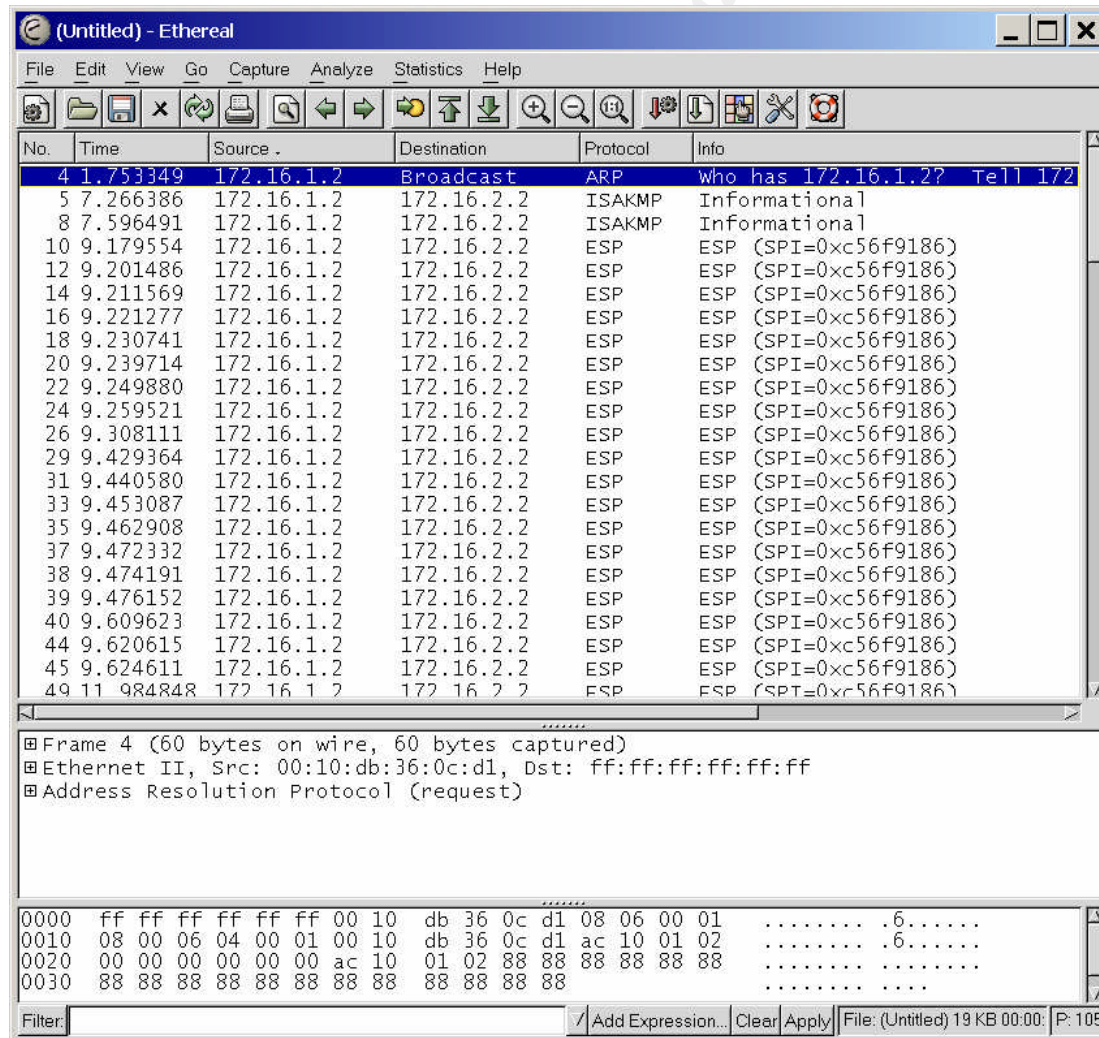 (Untitled) - Ethereal
File Edit View Go Capture Analyze Statistics Help
No. Time Source . Destination Protocol Info
4 1.753349 172.16.1.2 Broadcast ARP Who has 172.16.1.2? Tell 172
5 7.266386 172.16.1.2 172.16.2.2 ISAKMP Informational
8 7.596491 172.16.1.2 172.16.2.2 ISAKMP Informational
10 9.179554 172.16.1.2 172.16.2.2 ESP ESP (SPI=0xc56f9186)
12 9.201486 172.16.1.2 172.16.2.2 ESP ESP (SPI=0xc56f9186)
14 9.211569 172.16.1.2 172.16.2.2 ESP ESP (SPI=0xc56f9186)
16 9.221277 172.16.1.2 172.16.2.2 ESP ESP (SPI=0xc56f9186)
18 9.230741 172.16.1.2 172.16.2.2 ESP ESP (SPI=0xc56f9186)
20 9.239714 172.16.1.2 172.16.2.2 ESP ESP (SPI=0xc56f9186)
22 9.249880 172.16.1.2 172.16.2.2 ESP ESP (SPI=0xc56f9186)
24 9.259521 172.16.1.2 172.16.2.2 ESP ESP (SPI=0xc56f9186)
26 9.308111 172.16.1.2 172.16.2.2 ESP ESP (SPI=0xc56f9186)
29 9.429364 172.16.1.2 172.16.2.2 ESP ESP (SPI=0xc56f9186)
31 9.440580 172.16.1.2 172.16.2.2 ESP ESP (SPI=0xc56f9186)
33 9.453087 172.16.1.2 172.16.2.2 ESP ESP (SPI=0xc56f9186)
35 9.462908 172.16.1.2 172.16.2.2 ESP ESP (SPI=0xc56f9186)
37 9.472332 172.16.1.2 172.16.2.2 ESP ESP (SPI=0xc56f9186)
38 9.474191 172.16.1.2 172.16.2.2 ESP ESP (SPI=0xc56f9186)
39 9.476152 172.16.1.2 172.16.2.2 ESP ESP (SPI=0xc56f9186)
40 9.609623 172.16.1.2 172.16.2.2 ESP ESP (SPI=0xc56f9186)
44 9.620615 172.16.1.2 172.16.2.2 ESP ESP (SPI=0xc56f9186)
45 9.624611 172.16.1.2 172.16.2.2 ESP ESP (SPI=0xc56f9186)
49 11.984848 172.16.1.2 172.16.2.2 ESP ESP (SPI=0xc56f9186)
Frame 4 (60 bytes on wire, 60 bytes captured)
Ethernet II, Src: 00:10:db:36:0c:d1, Dst: ff:ff:ff:ff:ff:ff
Address Resolution Protocol (request)
0000 ff ff ff ff ff ff 00 10 db 36 0c d1 08 06 00 01 ........ .6......
0010 08 00 06 04 00 01 00 10 db 36 0c d1 ac 10 01 02 ........ .6......
0020 00 00 00 00 00 00 ac 10 01 02 88 88 88 88 88 88 ........ ........
0030 88 88 88 88 88 88 88 88 88 88 88 88 ........ ....
Filter: Add Expression... Clear Apply File: (Untitled) 19 KB 00:00: P: 105